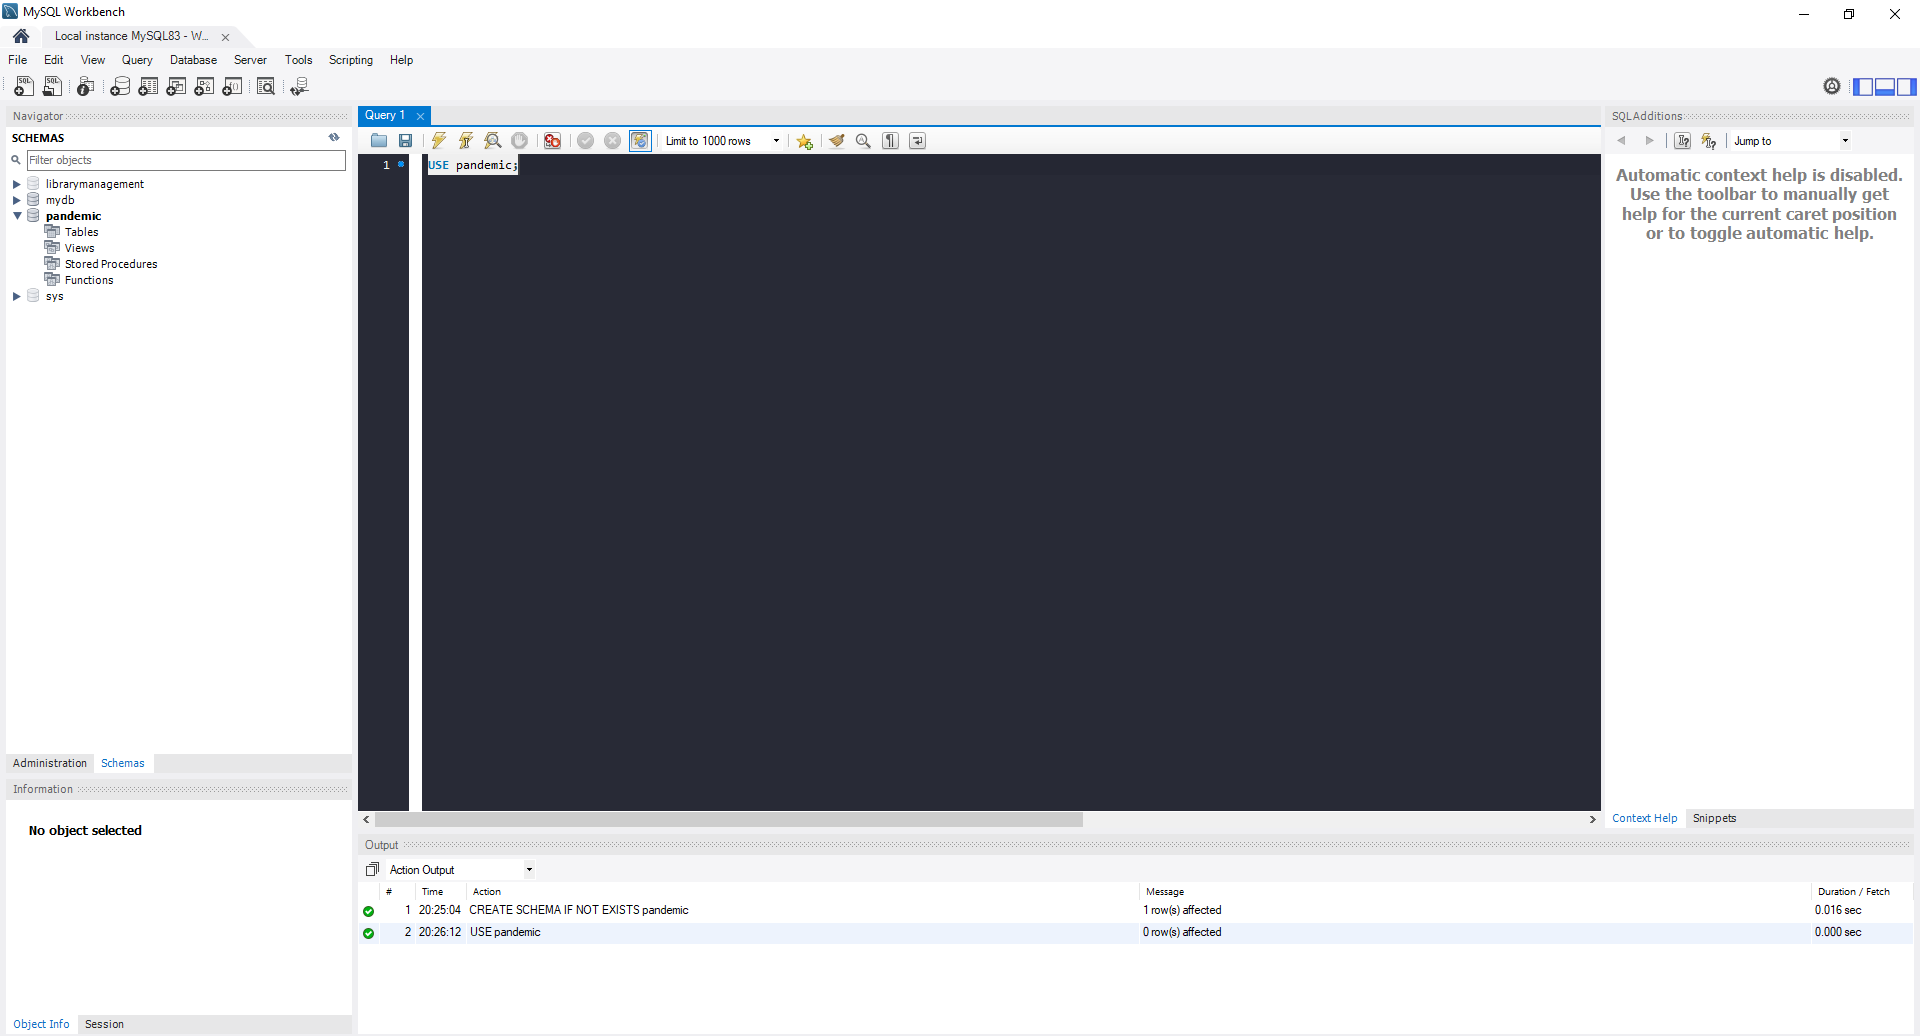 MySQL Workbench
Local instance MySQL83 - W...
File Edit View Query Database Server Tools Scripting Help
Navigator
SCHEMAS
Filter objects
librarymanagement
mydb
pandemic
Tables
Views
Stored Procedures
Functions
sys
Administration Schemas
Information
No object selected
Object Info Session
Query 1
Limit to 1000 rows
1 USE pandemic;
Output
Action Output
# Time Action Message Duration / Fetch
1 20:25:04 CREATE SCHEMA IF NOT EXISTS pandemic 1 row(s) affected 0.016 sec
2 20:26:12 USE pandemic 0 row(s) affected 0.000 sec
SQLAdditions
Jump to
Automatic context help is disabled.
Use the toolbar to manually get
help for the current caret position
or to toggle automatic help.
Context Help Snippets